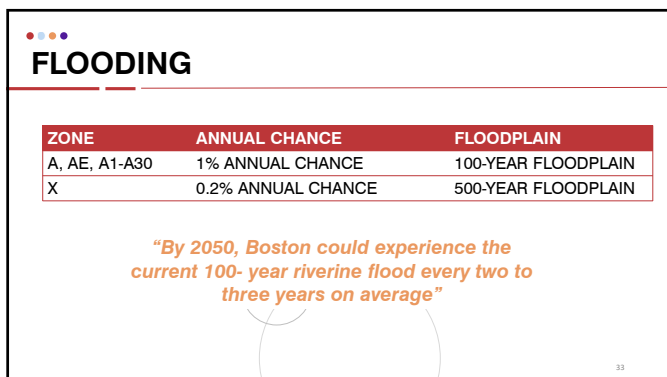 FLOODING
ZONE ANNUAL CHANCE FLOODPLAIN
A, AE, A1-A30 1% ANNUAL CHANCE 100-YEAR FLOODPLAIN
X 0.2% ANNUAL CHANCE 500-YEAR FLOODPLAIN
“By 2050, Boston could experience the
current 100- year riverine flood every two to
three years on average”
33